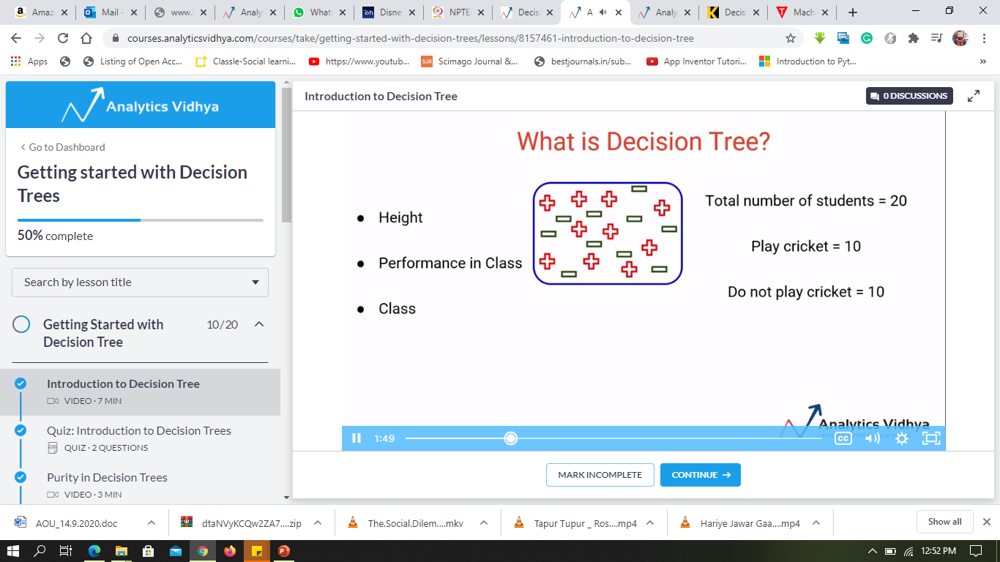 Amaz
Mail -
www.
Analy
Whats
Disne
NPTE
Decis
A
Analy
Decis
Mach
courses.analyticsvidhya.com/courses/take/getting-started-with-decision-trees/lessons/8157461-introduction-to-decision-tree
Apps
Listing of Open Acc...
Classle-Social learni...
https://www.youtub...
SJR
Scimago Journal &...
bestjournals.in/sub...
App Inventor Tutori...
Introduction to Pyt...
»
Analytics Vidhya
Go to Dashboard
Getting started with Decision
Trees
50% complete
Search by lesson title
Getting Started with
Decision Tree
10/20
Introduction to Decision Tree
VIDEO · 7 MIN
Quiz: Introduction to Decision Trees
QUIZ · 2 QUESTIONS
Purity in Decision Trees
VIDEO · 3 MIN
Introduction to Decision Tree
0 DISCUSSIONS
What is Decision Tree?
● Height
● Performance in Class
● Class
Total number of students = 20
Play cricket = 10
Do not play cricket = 10
Analytics Vidhya
1:49
CC
MARK INCOMPLETE
CONTINUE →
AOU_14.9.2020.doc
dtaNVyKCQw2ZA7....zip
The.Social.Dilem....mkv
Tapur Tupur _ Ros....mp4
Hariye Jawar Gaa....mp4
Show all
12:52 PM